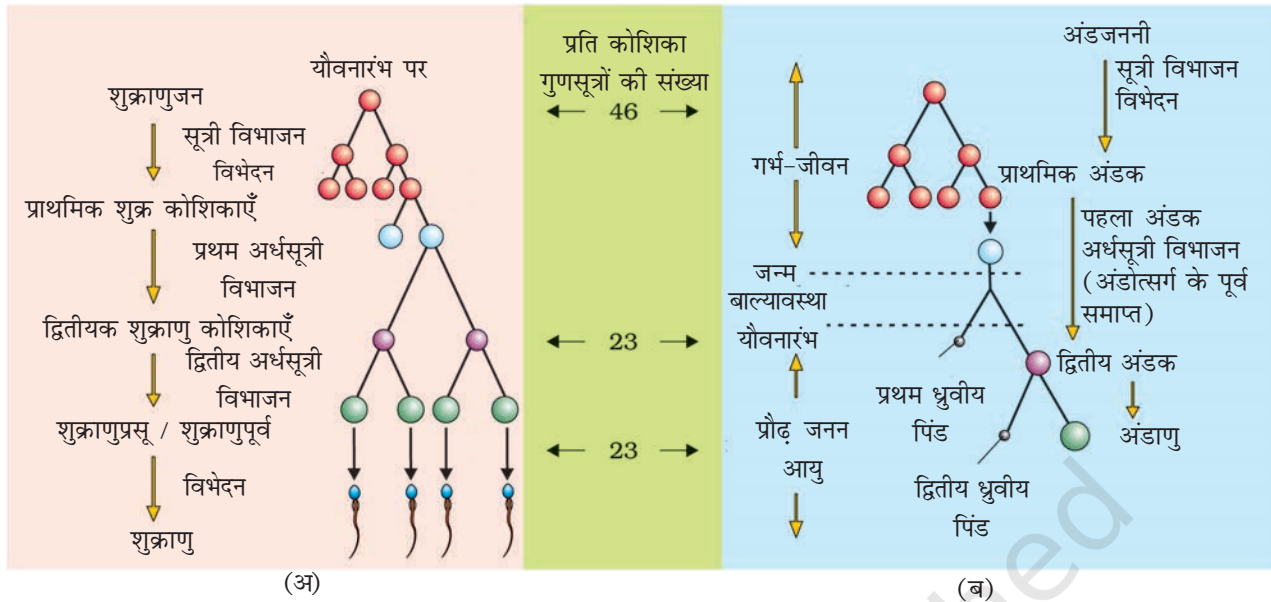 यौवनारंभ पर
शुक्राणुजन
सूत्री विभाजन
विभेदन
प्राथमिक शुक्र कोशिकाएँ
प्रथम अर्धसूत्री
विभाजन
द्वितीयक शुक्राणु कोशिकाएँ
द्वितीय अर्धसूत्री
विभाजन
शुक्राणुप्रसू / शुक्राणुपूर्व
विभेदन
शुक्राणु
(अ)
प्रति कोशिका
गुणसूत्रों की संख्या
46
23
23
गर्भ-जीवन
जन्म
बाल्यावस्था
यौवनारंभ
प्रौढ़ जनन
आयु
प्रथम ध्रुवीय
पिंड
द्वितीय ध्रुवीय
पिंड
अंडजननी
सूत्री विभाजन
विभेदन
प्राथमिक अंडक
पहला अंडक
अर्धसूत्री विभाजन
(अंडोत्सर्ग के पूर्व
समाप्त)
द्वितीय अंडक
अंडाणु
(ब)